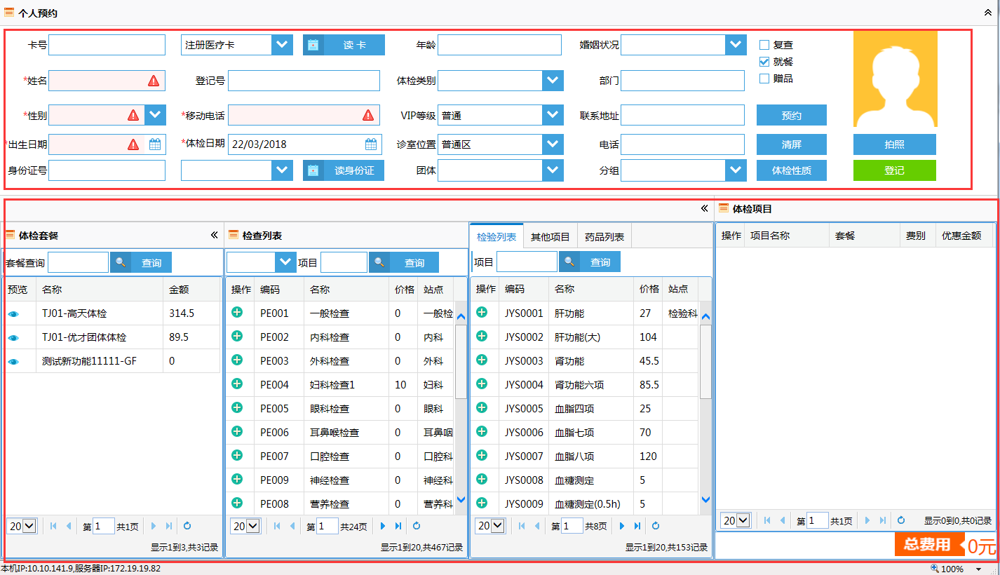 个人预约
卡号 注册医疗卡 读 卡 年龄 婚姻状况 复查
就餐
*姓名 登记号 体检类别 部门 赠品
*性别 *移动电话 VIP等级 普通 联系地址 预约
*出生日期 *体检日期 22/03/2018 诊室位置 普通区 电话 清屏 拍照
身份证号 读身份证 团体 分组 体检性质 登记
体检项目
体检套餐 检查列表 检验列表 其他项目 药品列表
操作 项目名称 套餐 费别 优惠金额
套餐查询 查询 项目 查询 项目 查询
预览 名称 金额 操作 编码 名称 价格 站点 操作 编码 名称 价格 站点
TJ01-高天体检 314.5 PE001 一般检查 0 一般检 JYS0001 肝功能 27 检验科
TJ01-优才团体体检 89.5 PE002 内科检查 0 内科 JYS0002 肝功能(大) 104
测试新功能11111-GF 0 PE003 外科检查 0 外科 JYS0003 肾功能 45.5
PE004 妇科检查1 10 妇科 JYS0004 肾功能六项 85.5
PE005 眼科检查 0 眼科 JYS0005 血脂四项 25
PE006 耳鼻喉检查 0 耳鼻咽 JYS0006 血脂七项 70
PE007 口腔检查 0 口腔科 JYS0007 血脂八项 120
PE009 神经检查 0 神经科 JYS0008 血糖测定 5
PE008 营养检查 0 营养科 JYS0009 血糖测定(0.5h) 5
20 第 1 共1页 20 第 1 共24页 20 第 1 共8页 20 第 1 共1页 显示0到0,共0记录
显示1到3,共3记录 显示1到20,共467记录 显示1到20,共153记录
总费用 0元
本机IP:10.10.141.9,服务器IP:172.19.19.82 100%